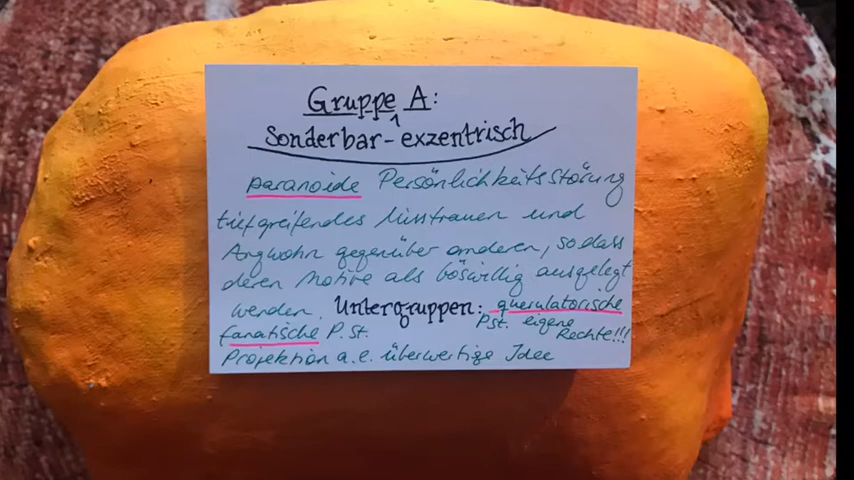 Gruppe A:
Sonderbar-exzentrisch
paranoide Persönlichkeitsstörung
tiefgreifendes Misstrauen und
Argwohn gegenüber anderen, sodass
deren Motive als böswillig ausgelegt
werden. Untergruppen: querulatorische
Pst. eigene Rechte!!!
fanatische P.st.
Projektion a.e. überwertige Idee